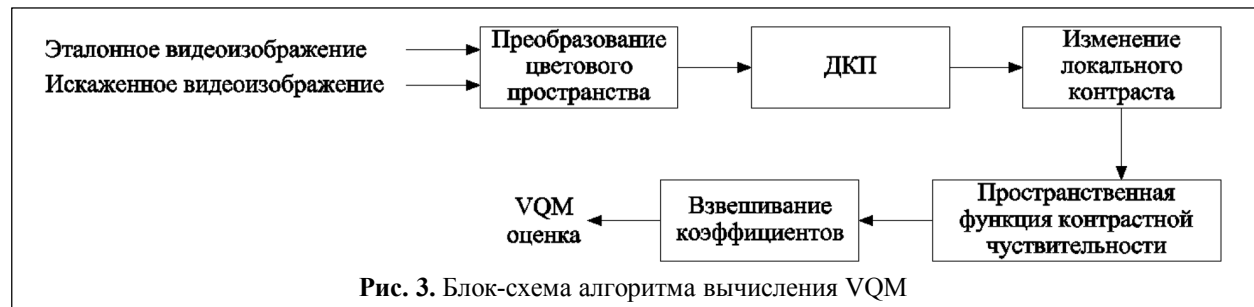 Эталонное видеоизображение
Искаженное видеоизображение
Преобразование
цветового
пространства
ДКП
Изменение
локального
контраста
Пространственная
функция контрастной
чуствительности
Взвешивание
коэффициентов
VQM
оценка
Рис. 3. Блок-схема алгоритма вычисления VQM